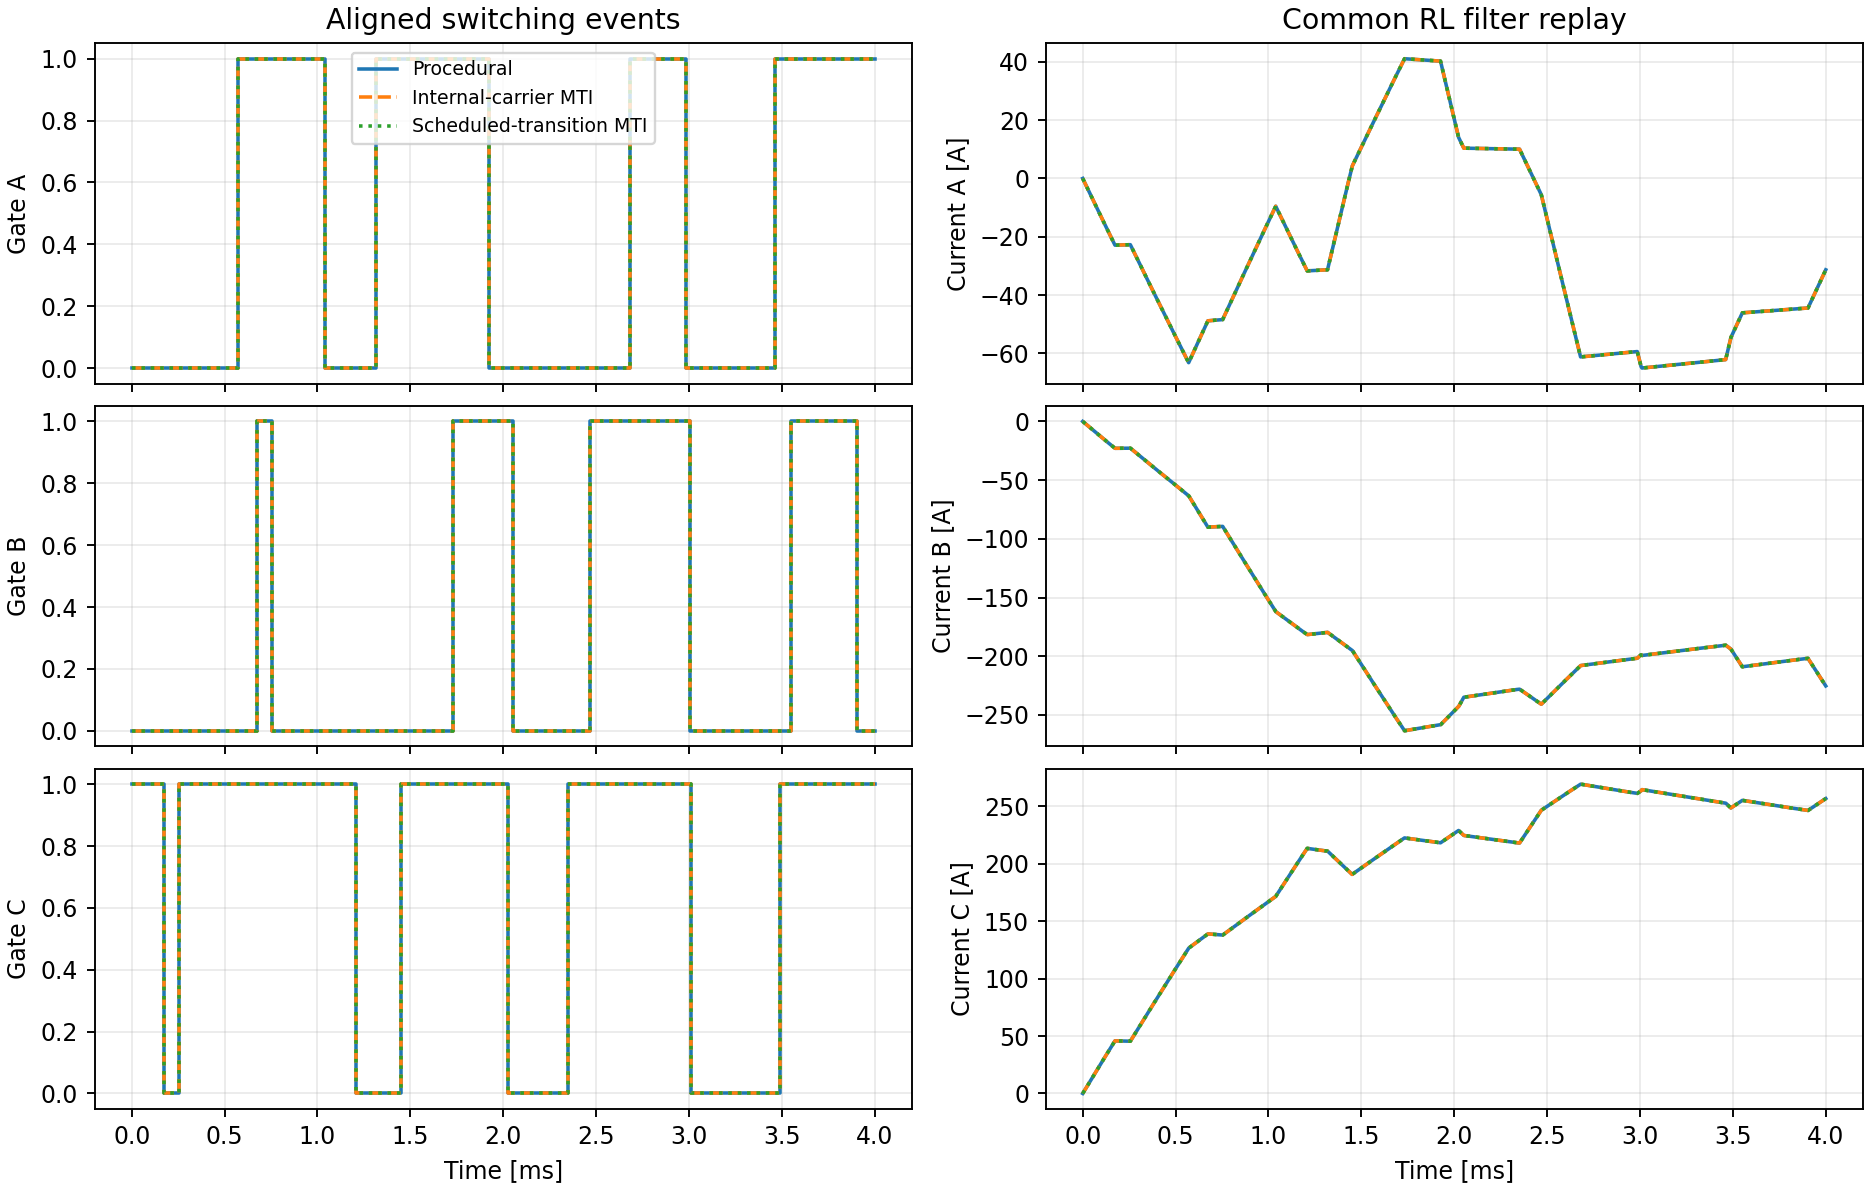 Aligned switching events
Common RL filter replay
Gate A
1.0
0.8
0.6
0.4
0.2
0.0
Procedural
Internal-carrier MTI
Scheduled-transition MTI
Current A [A]
40
20
0
−20
−40
−60
Gate B
1.0
0.8
0.6
0.4
0.2
0.0
Current B [A]
0
−50
−100
−150
−200
−250
Gate C
1.0
0.8
0.6
0.4
0.2
0.0
0.0 0.5 1.0 1.5 2.0 2.5 3.0 3.5 4.0
Time [ms]
Current C [A]
250
200
150
100
50
0
0.0 0.5 1.0 1.5 2.0 2.5 3.0 3.5 4.0
Time [ms]